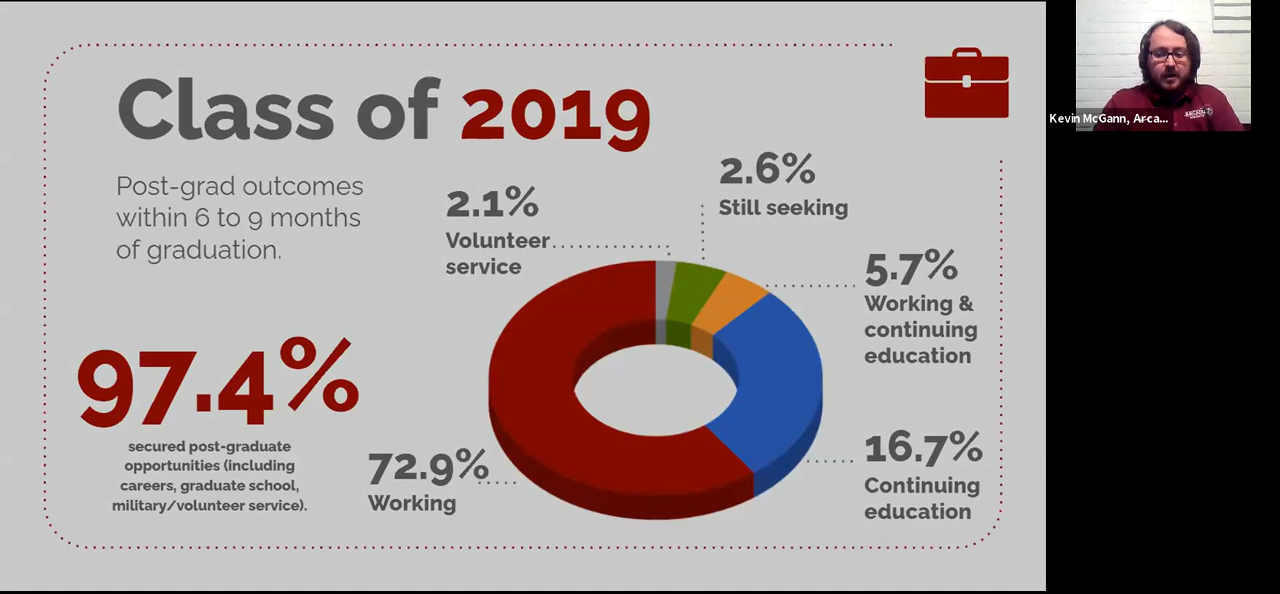 Class of 2019
Post-grad outcomes
within 6 to 9 months
of graduation.
97.4%
secured post-graduate
opportunities (including
careers, graduate school,
military/volunteer service).
2.1%
Volunteer
service
2.6%
Still seeking
5.7%
Working &
continuing
education
16.7%
Continuing
education
72.9%
Working
Kevin McGann, Arca...
ARCADIA